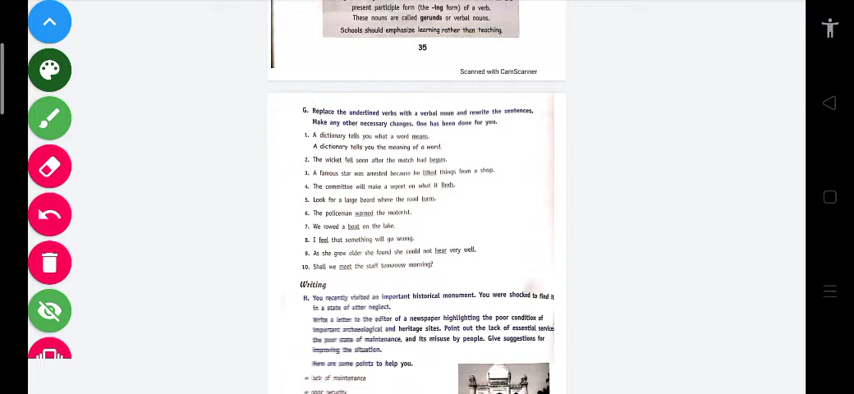 present participle form (the -ing form) of a verb.
These nouns are called gerunds or verbal nouns.
Schools should emphasize learning rather than teaching.
35
Scanned with CamScanner
G. Replace the underlined verbs with a verbal noun and rewrite the sentences.
Make any other necessary changes. One has been done for you.
1. A dictionary tells you what a word means.
A dictionary tells you the meaning of a word.
2. The wicket fell soon after the match had begun.
3. A famous star was arrested because he lifted things from a shop.
4. The committee will make a report on what it finds.
5. Look for a large board where the road turns.
6. The policeman warned the motorist.
7. We rowed a boat on the lake.
8. I feel that something will go wrong.
9. As she grew older she found she could not hear very well.
10. Shall we meet the staff tomorrow morning?
Writing
H. You recently visited an important historical monument. You were shocked to find it
in a state of utter neglect.
Write a letter to the editor of a newspaper highlighting the poor condition of
important archaeological and heritage sites. Point out the lack of essential services
the poor state of maintenance, and its misuse by people. Give suggestions for
improving the situation.
Here are some points to help you.
lack of maintenance
poor security